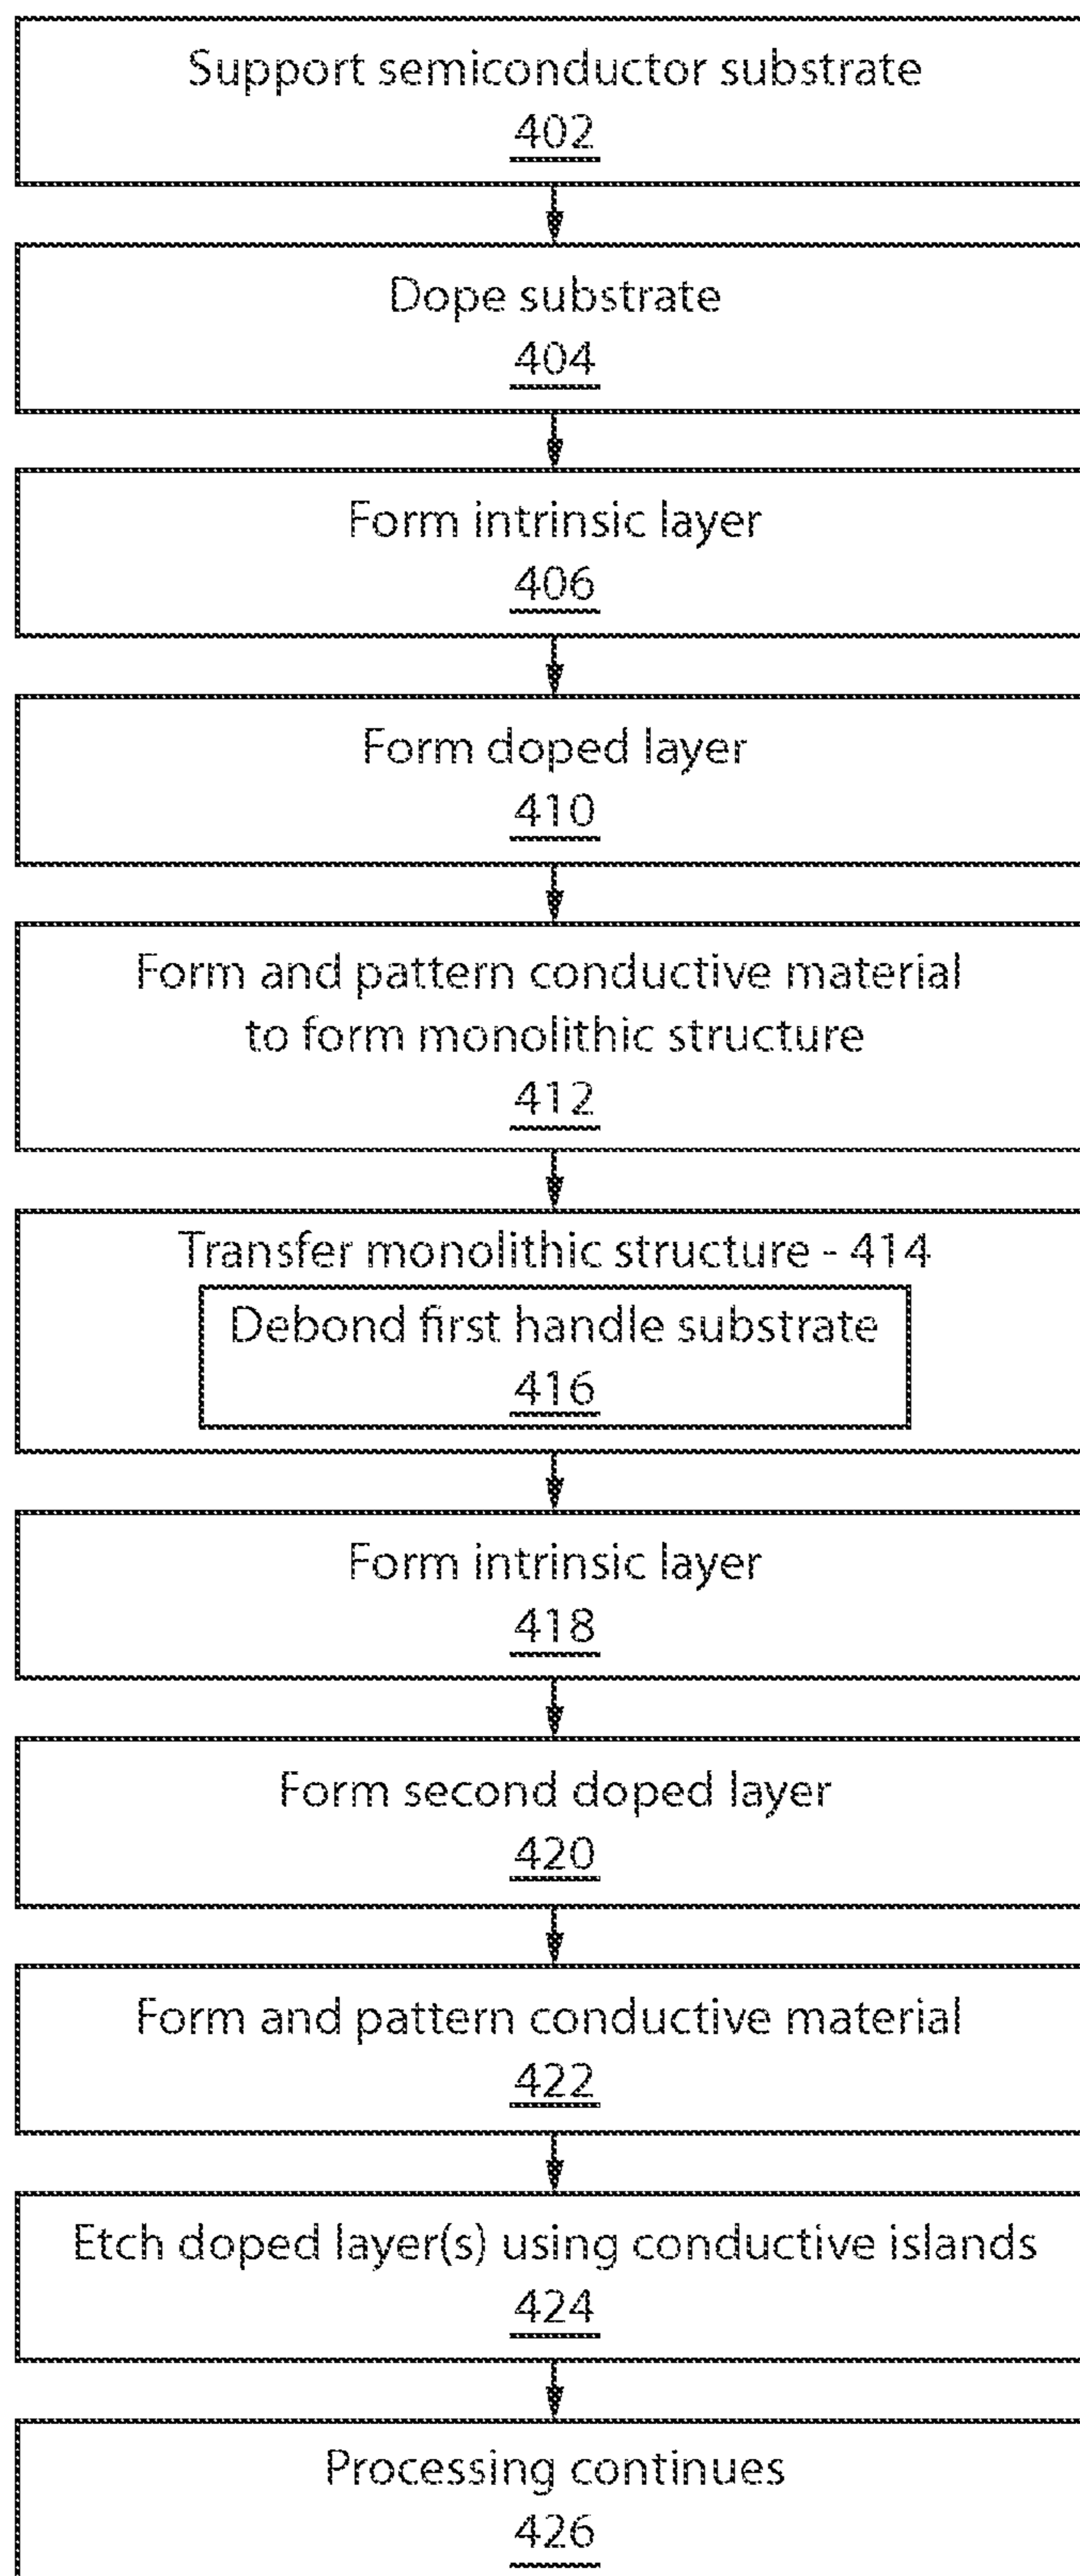 Support semiconductor substrate
402
Dope substrate
404
Form intrinsic layer
406
Form doped layer
410
Form and pattern conductive material
to form monolithic structure
412
Transfer monolithic structure - 414
Debond first handle substrate
416
Form intrinsic layer
418
Form second doped layer
420
Form and pattern conductive material
422
Etch doped layer(s) using conductive islands
424
Processing continues
426